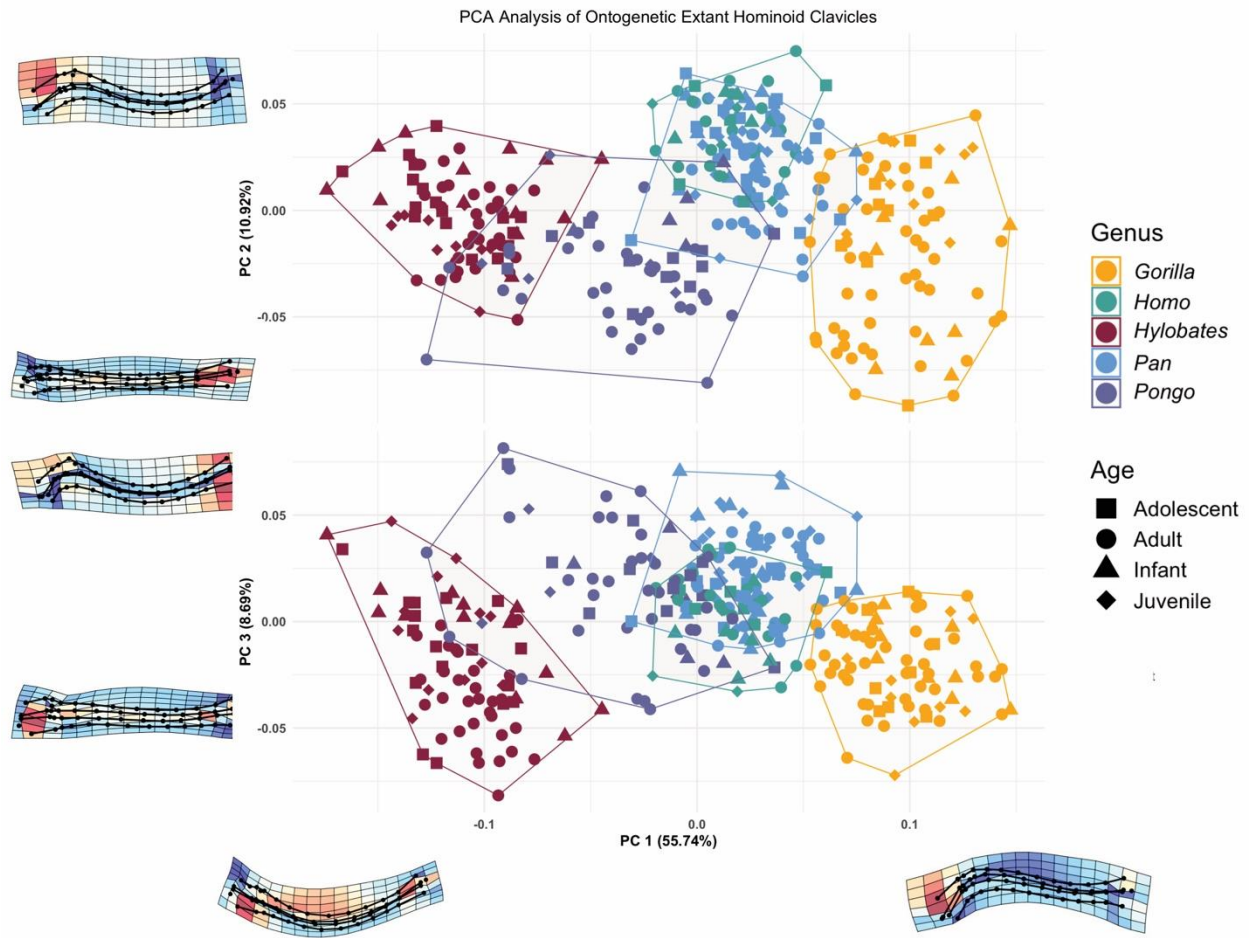 PCA Analysis of Ontogenetic Extant Hominoid Clavicles
PC 2 (10.92%)
0.05
0.00
-0.05
Genus
Gorilla
Homo
Hylobates
Pan
Pongo
PC 3 (8.69%)
0.05
0.00
-0.05
Age
Adolescent
Adult
Infant
Juvenile
-0.1
0.0
0.1
PC 1 (55.74%)